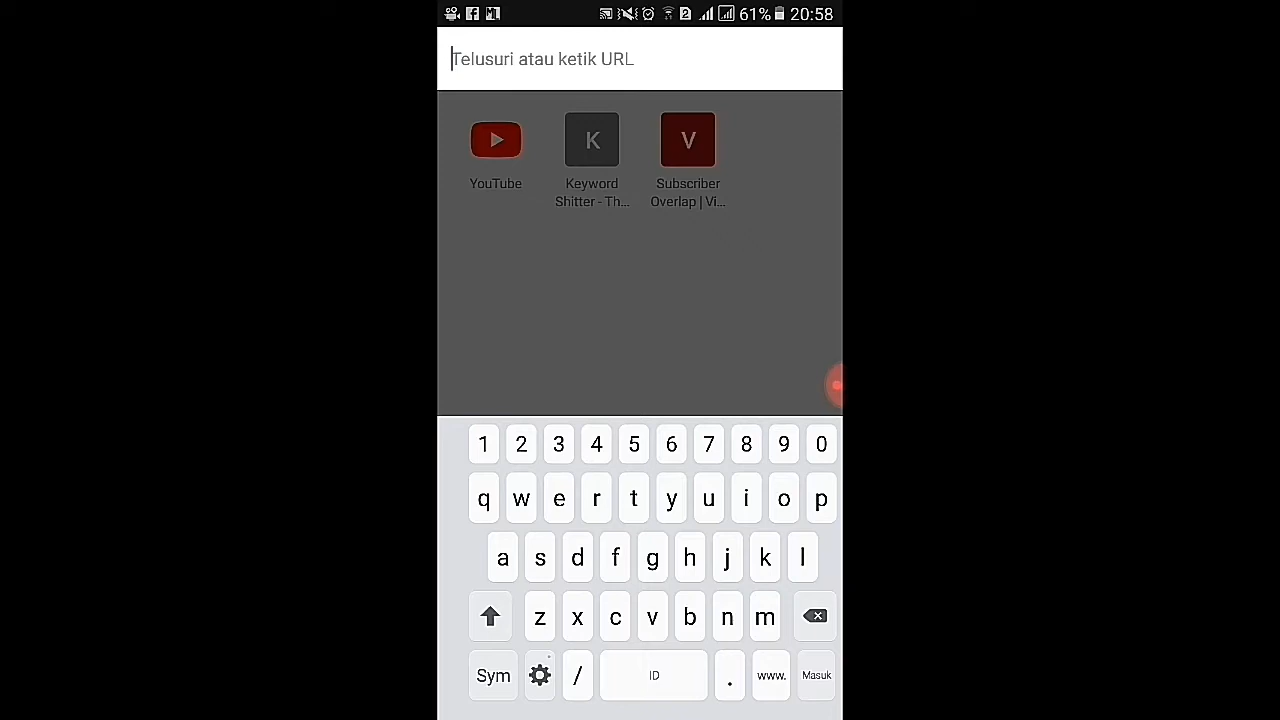 2 61% 20:58
Telusuri atau ketik URL
K V
YouTube Keyword Shitter - Th... Subscriber Overlap | Vi...
1 2 3 4 5 6 7 8 9 0
q w e r t y u i o p
a s d f g h j k l
z x c v b n m
Sym / ID . www. Masuk